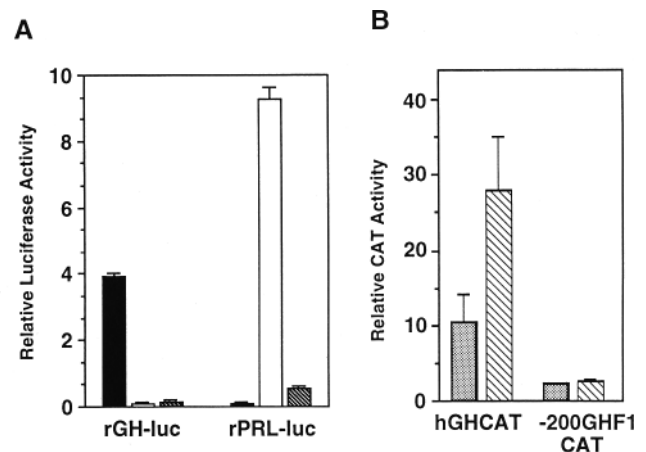 A
B
Relative Luciferase Activity
10
8
6
4
2
0
rGH-luc rPRL-luc
Relative CAT Activity
40
30
20
10
0
hGHCAT -200GHF1
CAT